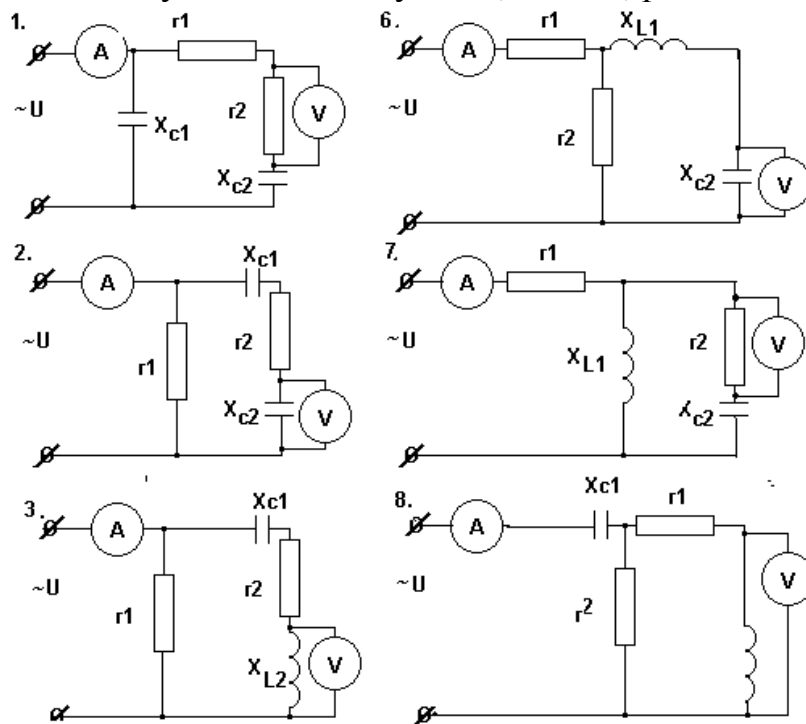 1.
r1
A
~U
Xc1
r2
V
Xc2
2.
A
Xc1
~U
r1
r2
Xc2
V
3.
A
Xc1
~U
r1
r2
XL2
V
6.
r1
XL1
A
~U
r2
Xc2
V
7.
r1
A
~U
XL1
r2
V
Xc2
8.
Xc1
r1
A
~U
r2
V